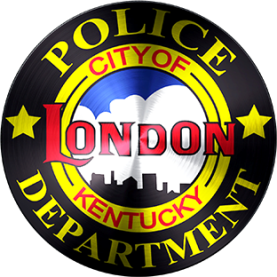 POLICE
CITY OF
LONDON
KENTUCKY
DEPARTMENT